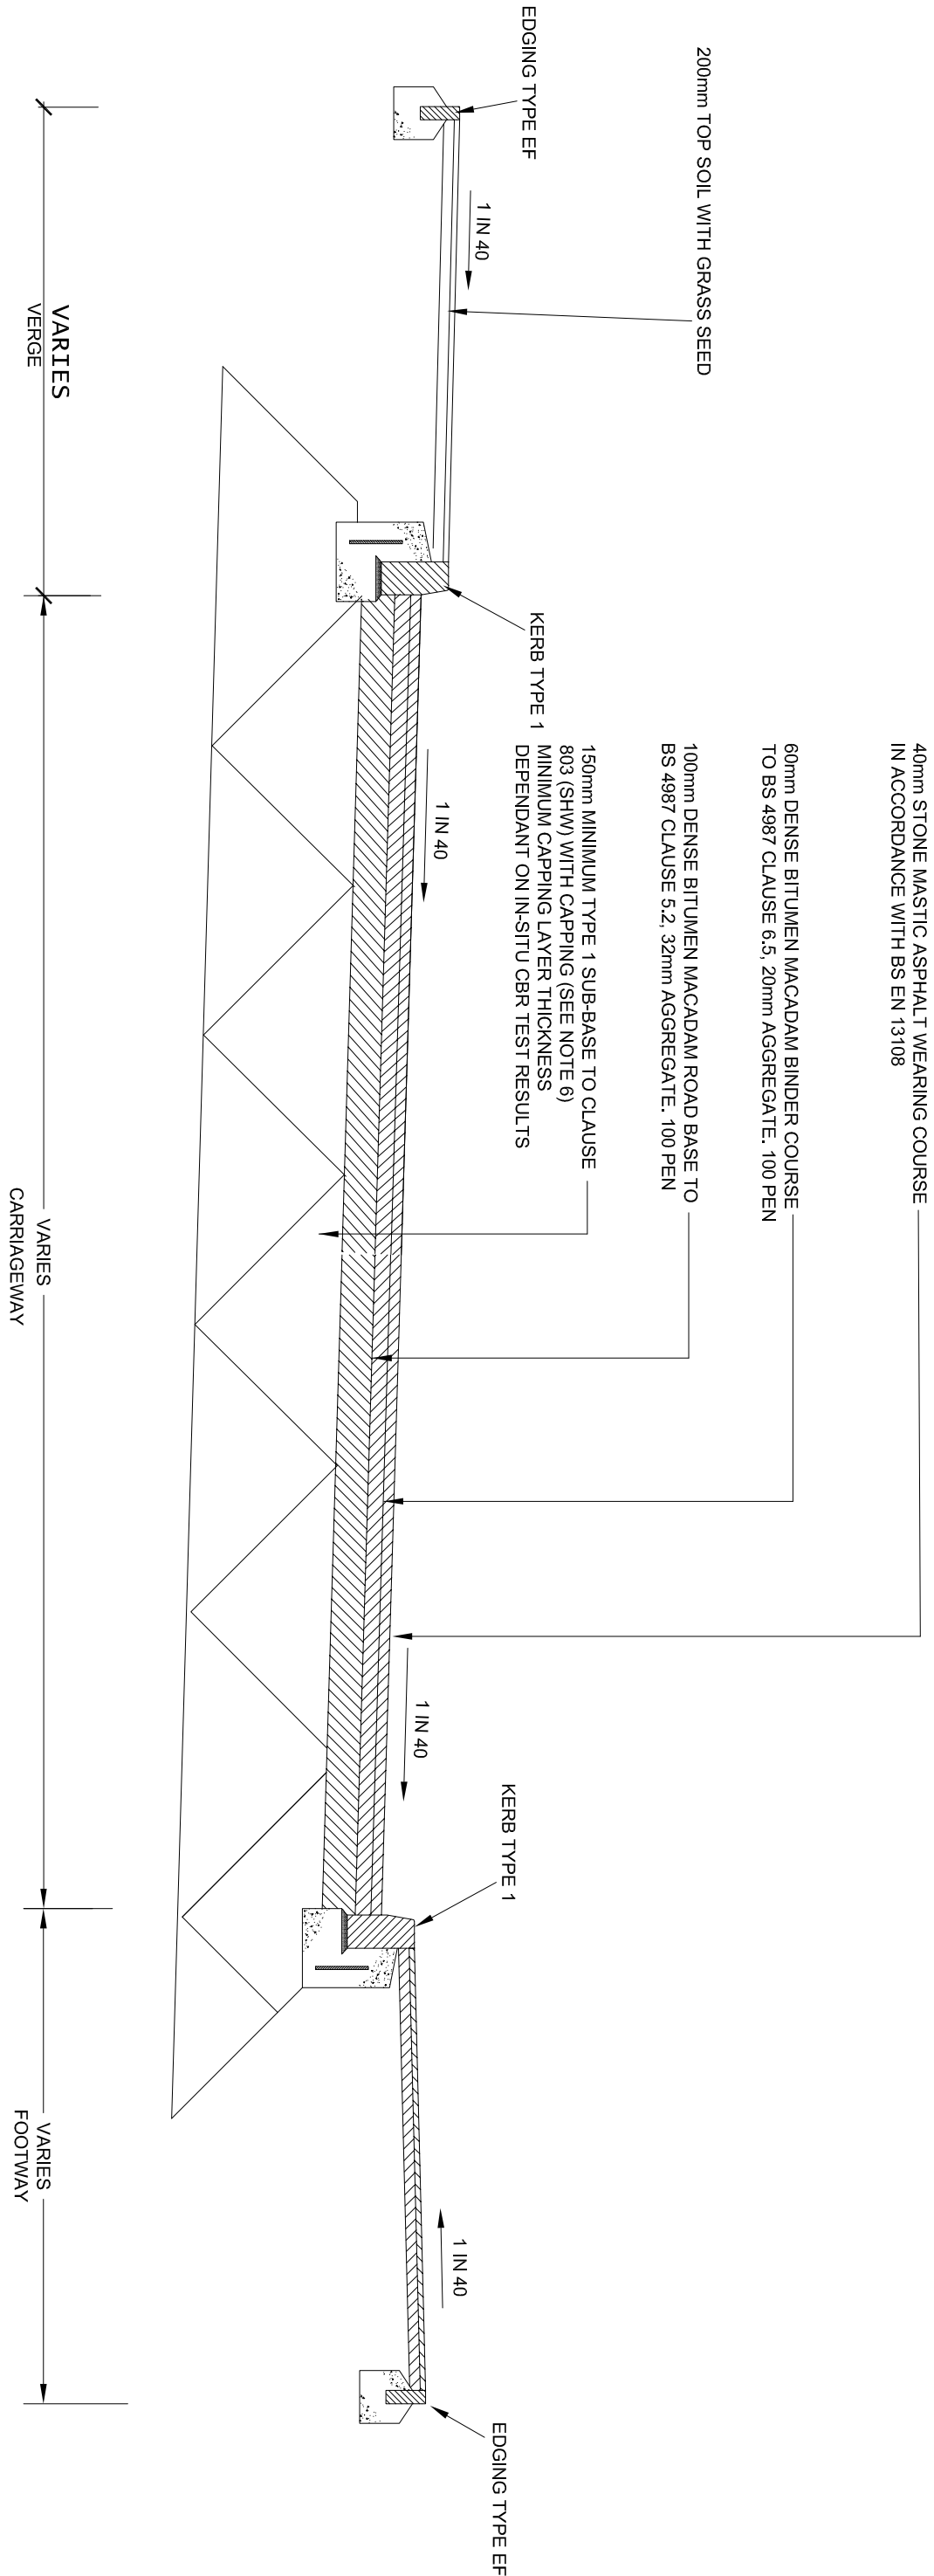 40mm STONE MASTIC ASPHALT WEARING COURSE
IN ACCORDANCE WITH BS EN 13108
60mm DENSE BITUMEN MACADAM BINDER COURSE
TO BS 4987 CLAUSE 6.5, 20mm AGGREGATE. 100 PEN
200mm TOP SOIL WITH GRASS SEED
100mm DENSE BITUMEN MACADAM ROAD BASE TO
BS 4987 CLAUSE 5.2, 32mm AGGREGATE. 100 PEN
150mm MINIMUM TYPE 1 SUB-BASE TO CLAUSE
803 (SHW) WITH CAPPING (SEE NOTE 6)
MINIMUM CAPPING LAYER THICKNESS
DEPENDANT ON IN-SITU CBR TEST RESULTS
EDGING TYPE EF
KERB TYPE 1
KERB TYPE 1
EDGING TYPE EF
1 IN 40
1 IN 40
1 IN 40
1 IN 40
VARIES
VERGE
VARIES
CARRIAGEWAY
VARIES
FOOTWAY